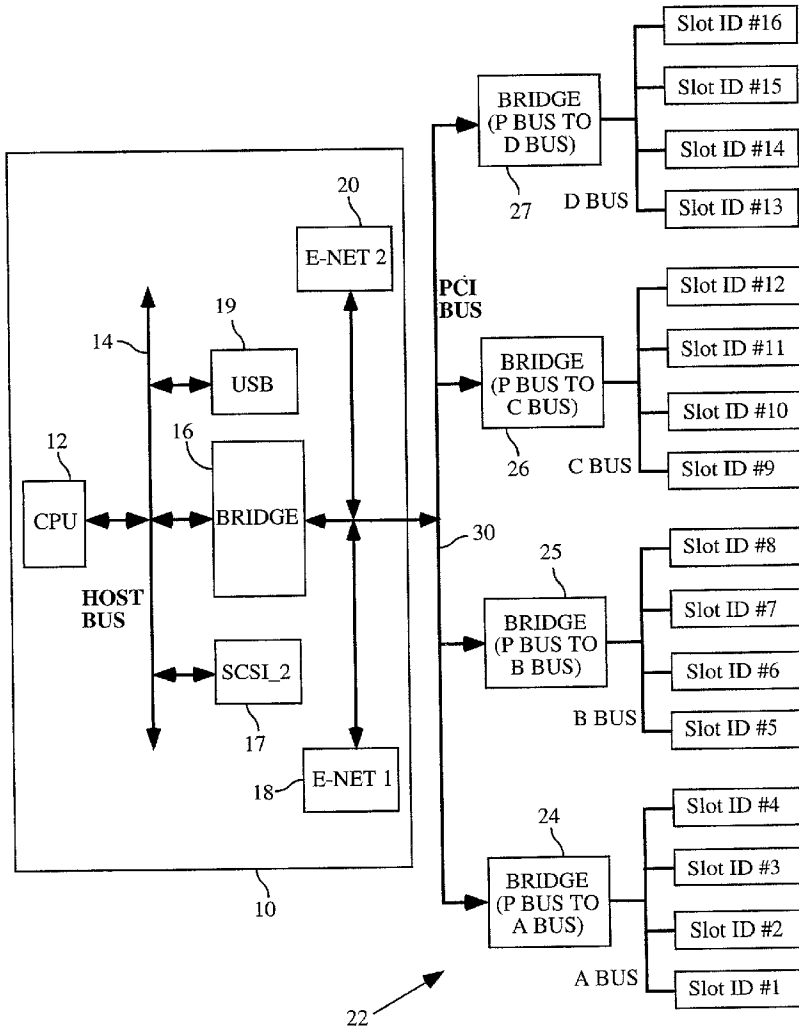 Slot ID #16
Slot ID #15
Slot ID #14
Slot ID #13
BRIDGE
(P BUS TO
D BUS)
27
D BUS
20
E-NET 2
PCI
BUS
14
19
USB
Slot ID #12
Slot ID #11
Slot ID #10
Slot ID #9
BRIDGE
(P BUS TO
C BUS)
26
C BUS
12
CPU
16
BRIDGE
30
HOST
BUS
SCSI_2
17
18
E-NET 1
10
25
BRIDGE
(P BUS TO
B BUS)
B BUS
Slot ID #8
Slot ID #7
Slot ID #6
Slot ID #5
24
BRIDGE
(P BUS TO
A BUS)
A BUS
Slot ID #4
Slot ID #3
Slot ID #2
Slot ID #1
22